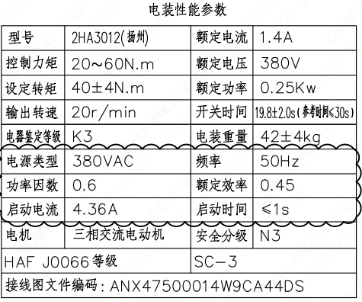 电装性能参数
型号 2HA3012(扬州) 额定电流 1.4A
控制力矩 20~60N.m 额定电压 380V
设定转矩 40±4N.m 额定功率 0.25Kw
输出转速 20r/min 开关时间 19.8±2.0s(参考时间≤30s)
电器鉴定等级 K3 电装重量 42±4kg
电源类型 380VAC 频率 50Hz
功率因数 0.6 额定效率 0.45
启动电流 4.36A 启动时间 ≤1s
电机 三相交流电动机 安全分级 N3
HAF J0066等级 SC-3
接线图文件编码: ANX47500014W9CA44DS